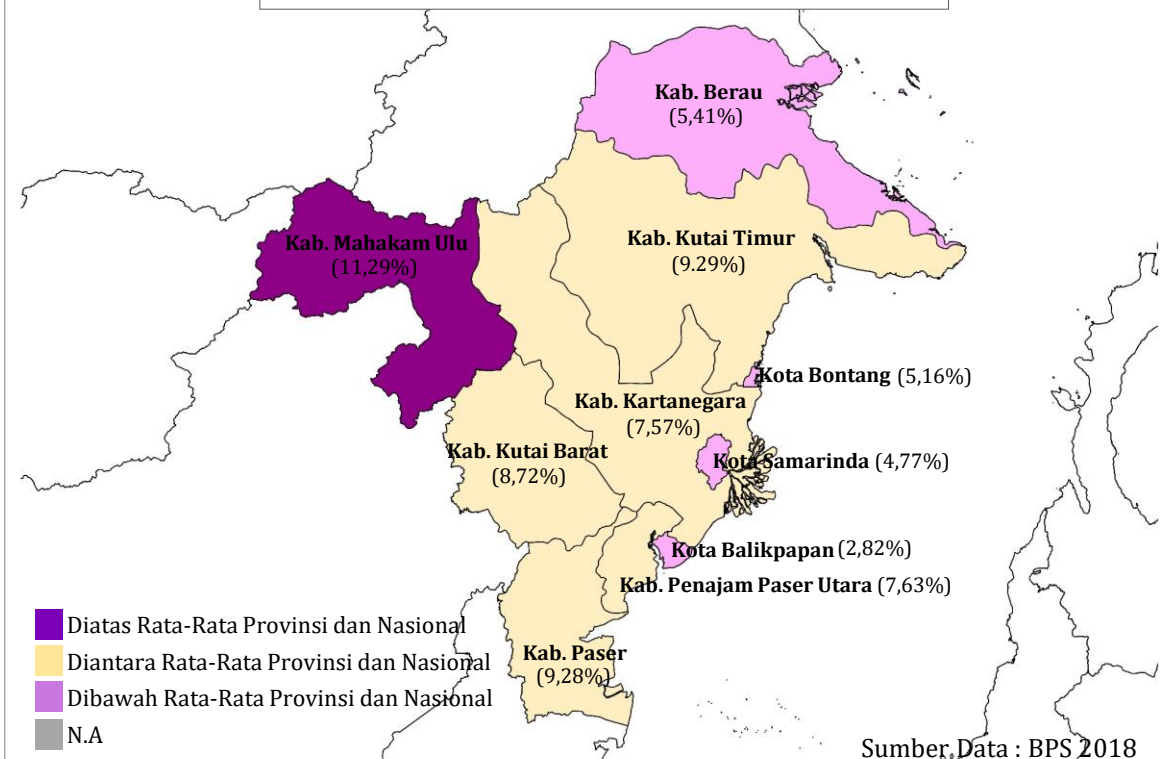 Kab. Berau
(5,41%)
Kab. Mahakam Ulu
(11,29%)
Kab. Kutai Timur
(9.29%)
Kota Bontang (5,16%)
Kab. Kartanegara
(7,57%)
Kab. Kutai Barat
(8,72%)
Kota Samarinda (4,77%)
Kota Balikpapan (2,82%)
Kab. Penajam Paser Utara (7,63%)
Kab. Paser
(9,28%)
Diatas Rata-Rata Provinsi dan Nasional
Diantara Rata-Rata Provinsi dan Nasional
Dibawah Rata-Rata Provinsi dan Nasional
N.A
Sumber Data : BPS 2018